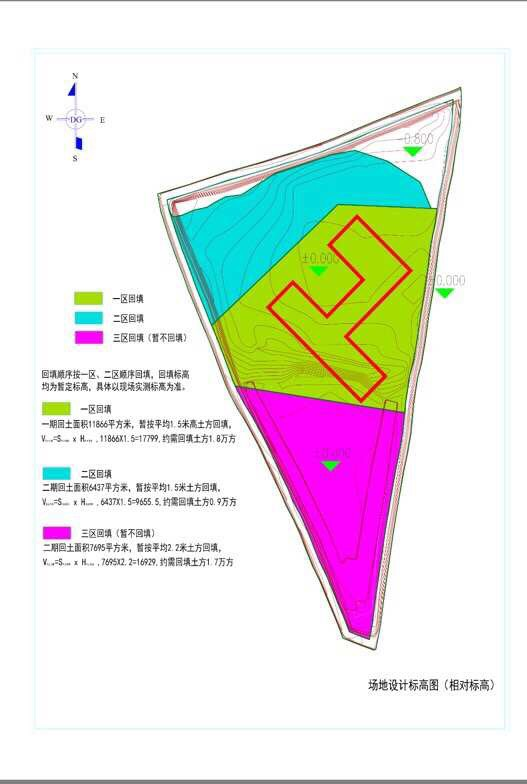 N
W DG E
S
-0.800
±0.000
±0.000
一区回填
二区回填
三区回填（暂不回填）
回填顺序按一区、二区顺序回填，回填标高
均为暂定标高，具体以现场实测标高为准。
一区回填
一期回土面积11866平方米，暂按平均1.5米高土方回填，
11866X1.5=17799，约需回填土方1.8万方
二区回填
二期回土面积6437平方米，暂按平均1.5米土方回填，
6437X1.5=9655.5，约需回填土方0.9万方
三区回填（暂不回填）
二期回土面积7695平方米，暂按平均2.2米土方回填，
7695X2.2=16929，约需回填土方1.7万方
场地设计标高图（相对标高）